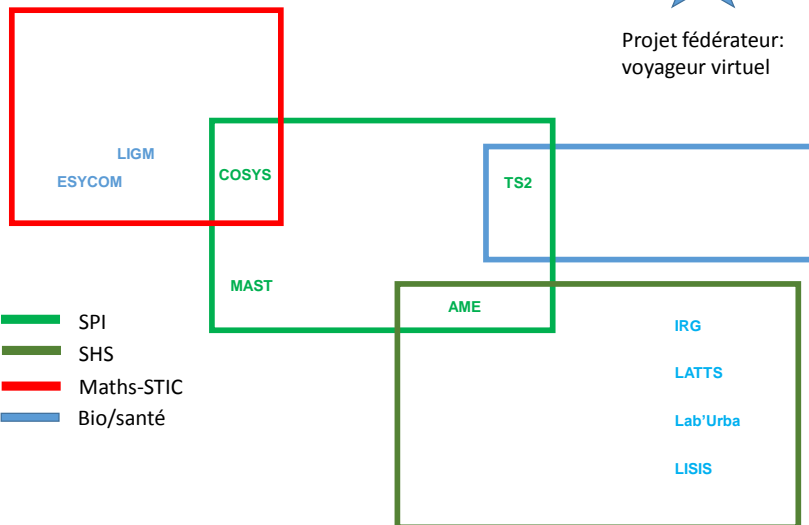 Projet fédérateur:
voyageur virtuel
LIGM
ESYCOM
COSYS
TS2
MAST
AME
IRG
LATTS
Lab'Urba
LISIS
SPI
SHS
Maths-STIC
Bio/santé